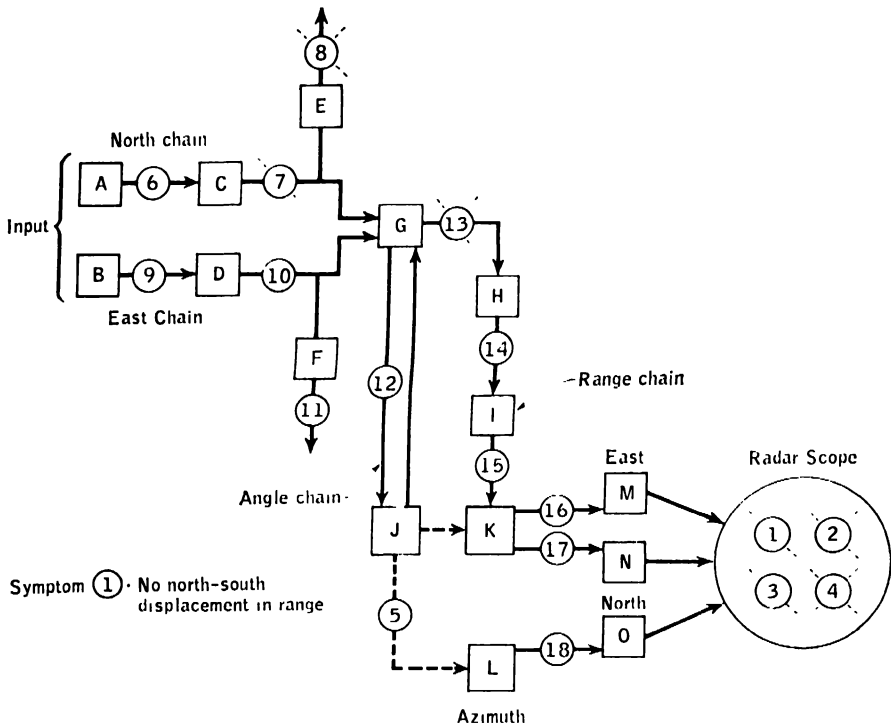 8
E
North chain
A 6 C 7
Input
G 13
B 9 D 10
East Chain
H
F
14
12
Range chain
11
I
15
East
Radar Scope
M
Angle chain
16
J K
1 2
17
N
Symptom 1 · No north-south
displacement in range
3 4
North
5
O
18
L
Azimuth